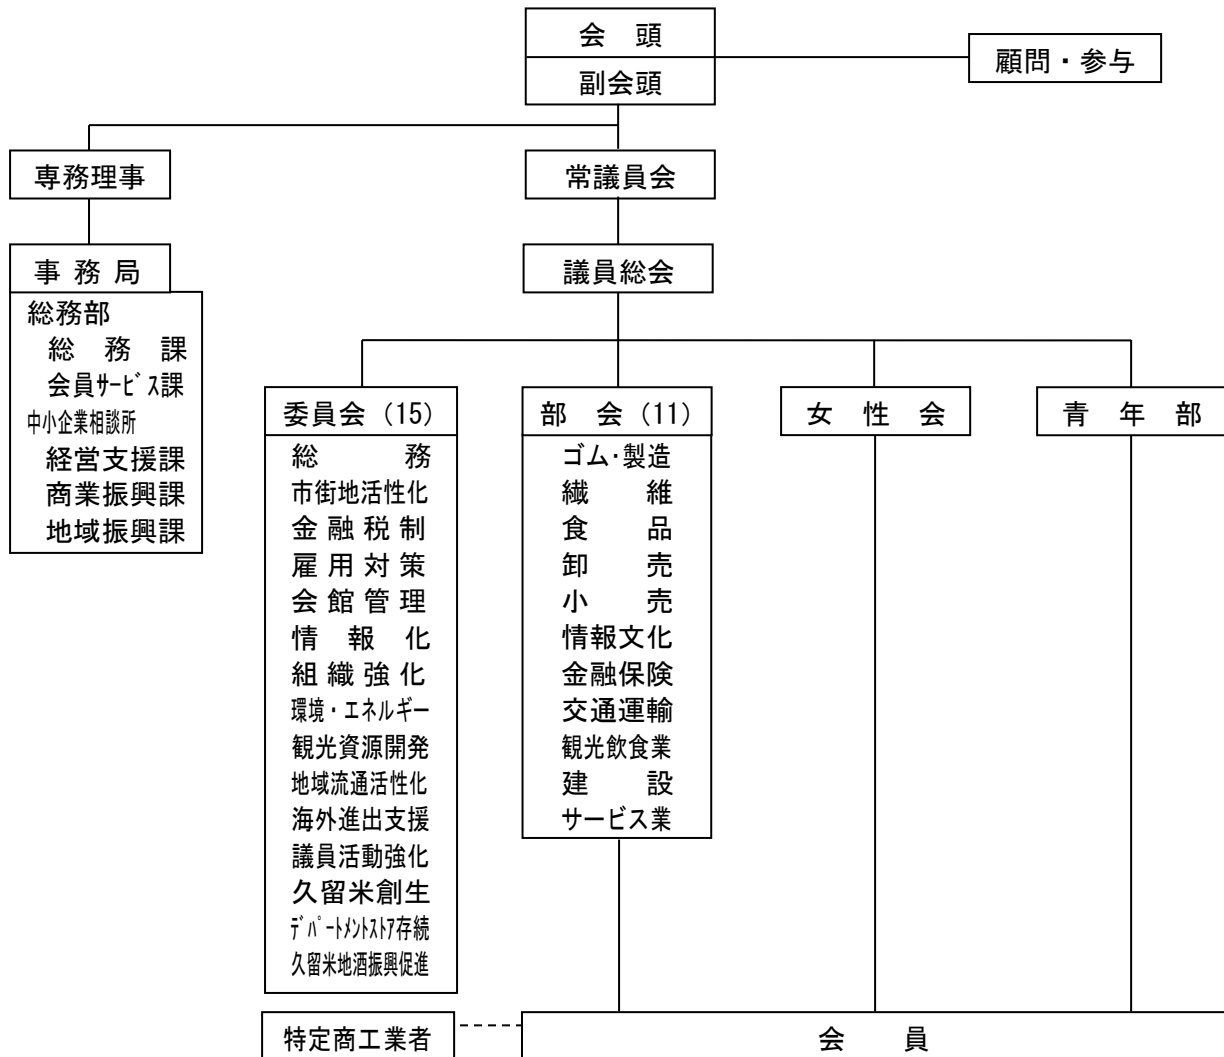 会　頭
副会頭
顧問・参与
専務理事
常議員会
事 務 局
議員総会
総務部
総　務　課
会員ｻｰﾋﾞｽ課
中小企業相談所
経営支援課
商業振興課
地域振興課
委員会 (15)
総　　　務
市街地活性化
金 融 税 制
雇 用 対 策
会 館 管 理
情　報　化
組 織 強 化
環境・エネルギー
観光資源開発
地域流通活性化
海外進出支援
議員活動強化
久留米創生
ﾃﾞﾊﾟｰﾄﾒﾝﾄｽﾄｱ存続
久留米地酒振興促進
部　会 (11)
ゴム･製造
繊　　維
食　　品
卸　　売
小　　売
情報文化
金融保険
交通運輸
観光飲食業
建　　設
サービス業
女　性　会
青　年　部
特定商工業者
会　　員